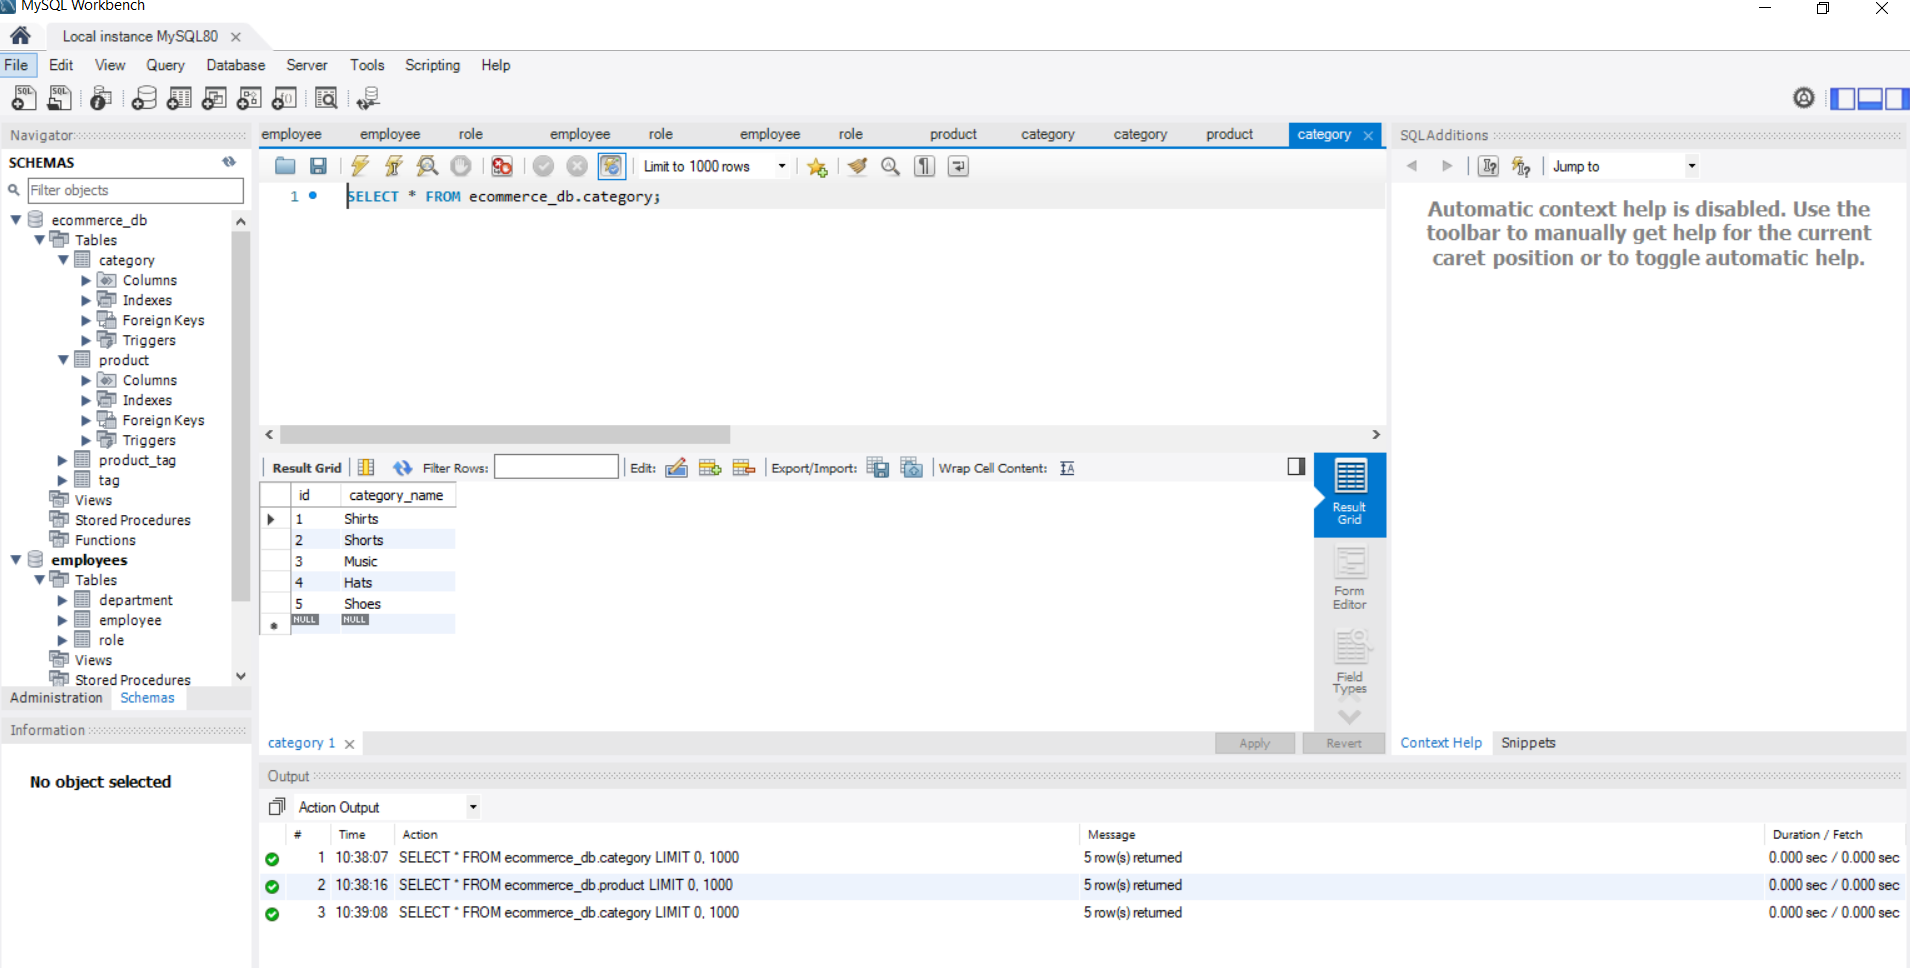 MySQL Workbench
Local instance MySQL80
File Edit View Query Database Server Tools Scripting Help
Navigator
SCHEMAS
Filter objects
ecommerce_db
Tables
category
Columns
Indexes
Foreign Keys
Triggers
product
Columns
Indexes
Foreign Keys
Triggers
product_tag
tag
Views
Stored Procedures
Functions
employees
Tables
department
employee
role
Views
Stored Procedures
Administration Schemas
Information
No object selected
employee employee role employee role employee role product category category product category
Limit to 1000 rows
1 SELECT * FROM ecommerce_db.category;
Result Grid Filter Rows: Edit: Export/Import: Wrap Cell Content:
id category_name
1 Shirts
2 Shorts
3 Music
4 Hats
5 Shoes
NULL NULL
Result
Grid
Form
Editor
Field
Types
category 1
Apply Revert
SQLAdditions
Jump to
Automatic context help is disabled. Use the
toolbar to manually get help for the current
caret position or to toggle automatic help.
Context Help Snippets
Output
Action Output
# Time Action Message Duration / Fetch
1 10:38:07 SELECT * FROM ecommerce_db.category LIMIT 0, 1000 5 row(s) returned 0.000 sec / 0.000 sec
2 10:38:16 SELECT * FROM ecommerce_db.product LIMIT 0, 1000 5 row(s) returned 0.000 sec / 0.000 sec
3 10:39:08 SELECT * FROM ecommerce_db.category LIMIT 0, 1000 5 row(s) returned 0.000 sec / 0.000 sec